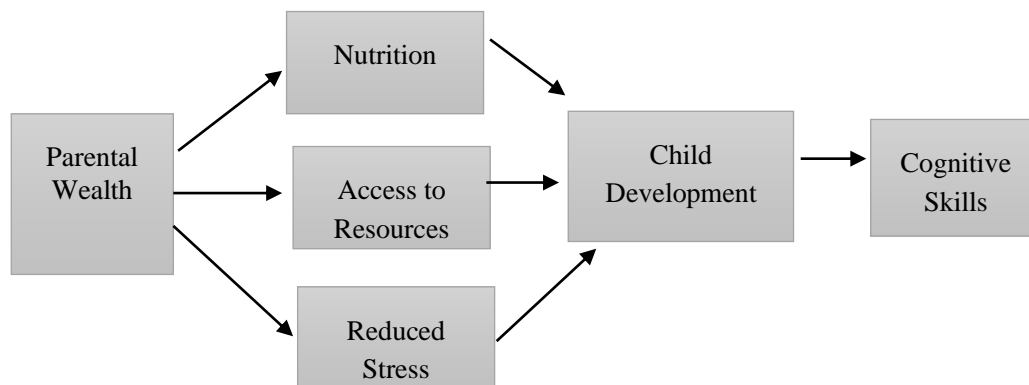 Nutrition
Parental
Wealth
Access to
Resources
Reduced
Stress
Child
Development
Cognitive
Skills